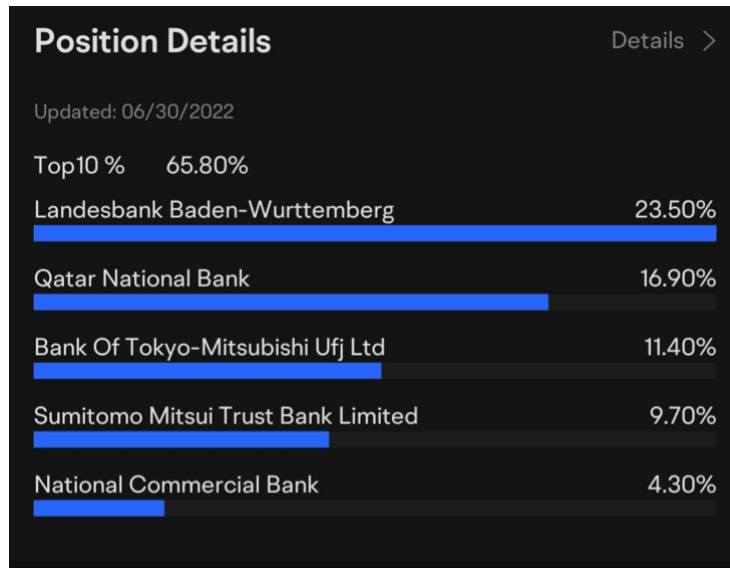 Position Details Details >
Updated: 06/30/2022
Top10 % 65.80%
Landesbank Baden-Wurttemberg 23.50%
Qatar National Bank 16.90%
Bank Of Tokyo-Mitsubishi Ufj Ltd 11.40%
Sumitomo Mitsui Trust Bank Limited 9.70%
National Commercial Bank 4.30%